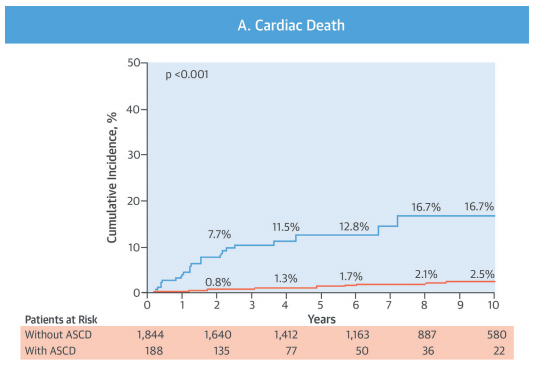 A. Cardiac Death
50
p <0.001
40
30
20
10
0
Cumulative Incidence, %
7.7% 11.5% 12.8% 16.7% 16.7%
0.8% 1.3% 1.7% 2.1% 2.5%
0 1 2 3 4 5 6 7 8 9 10
Years
Patients at Risk
Without ASCD 1,844 1,640 1,412 1,163 887 580
With ASCD 188 135 77 50 36 22